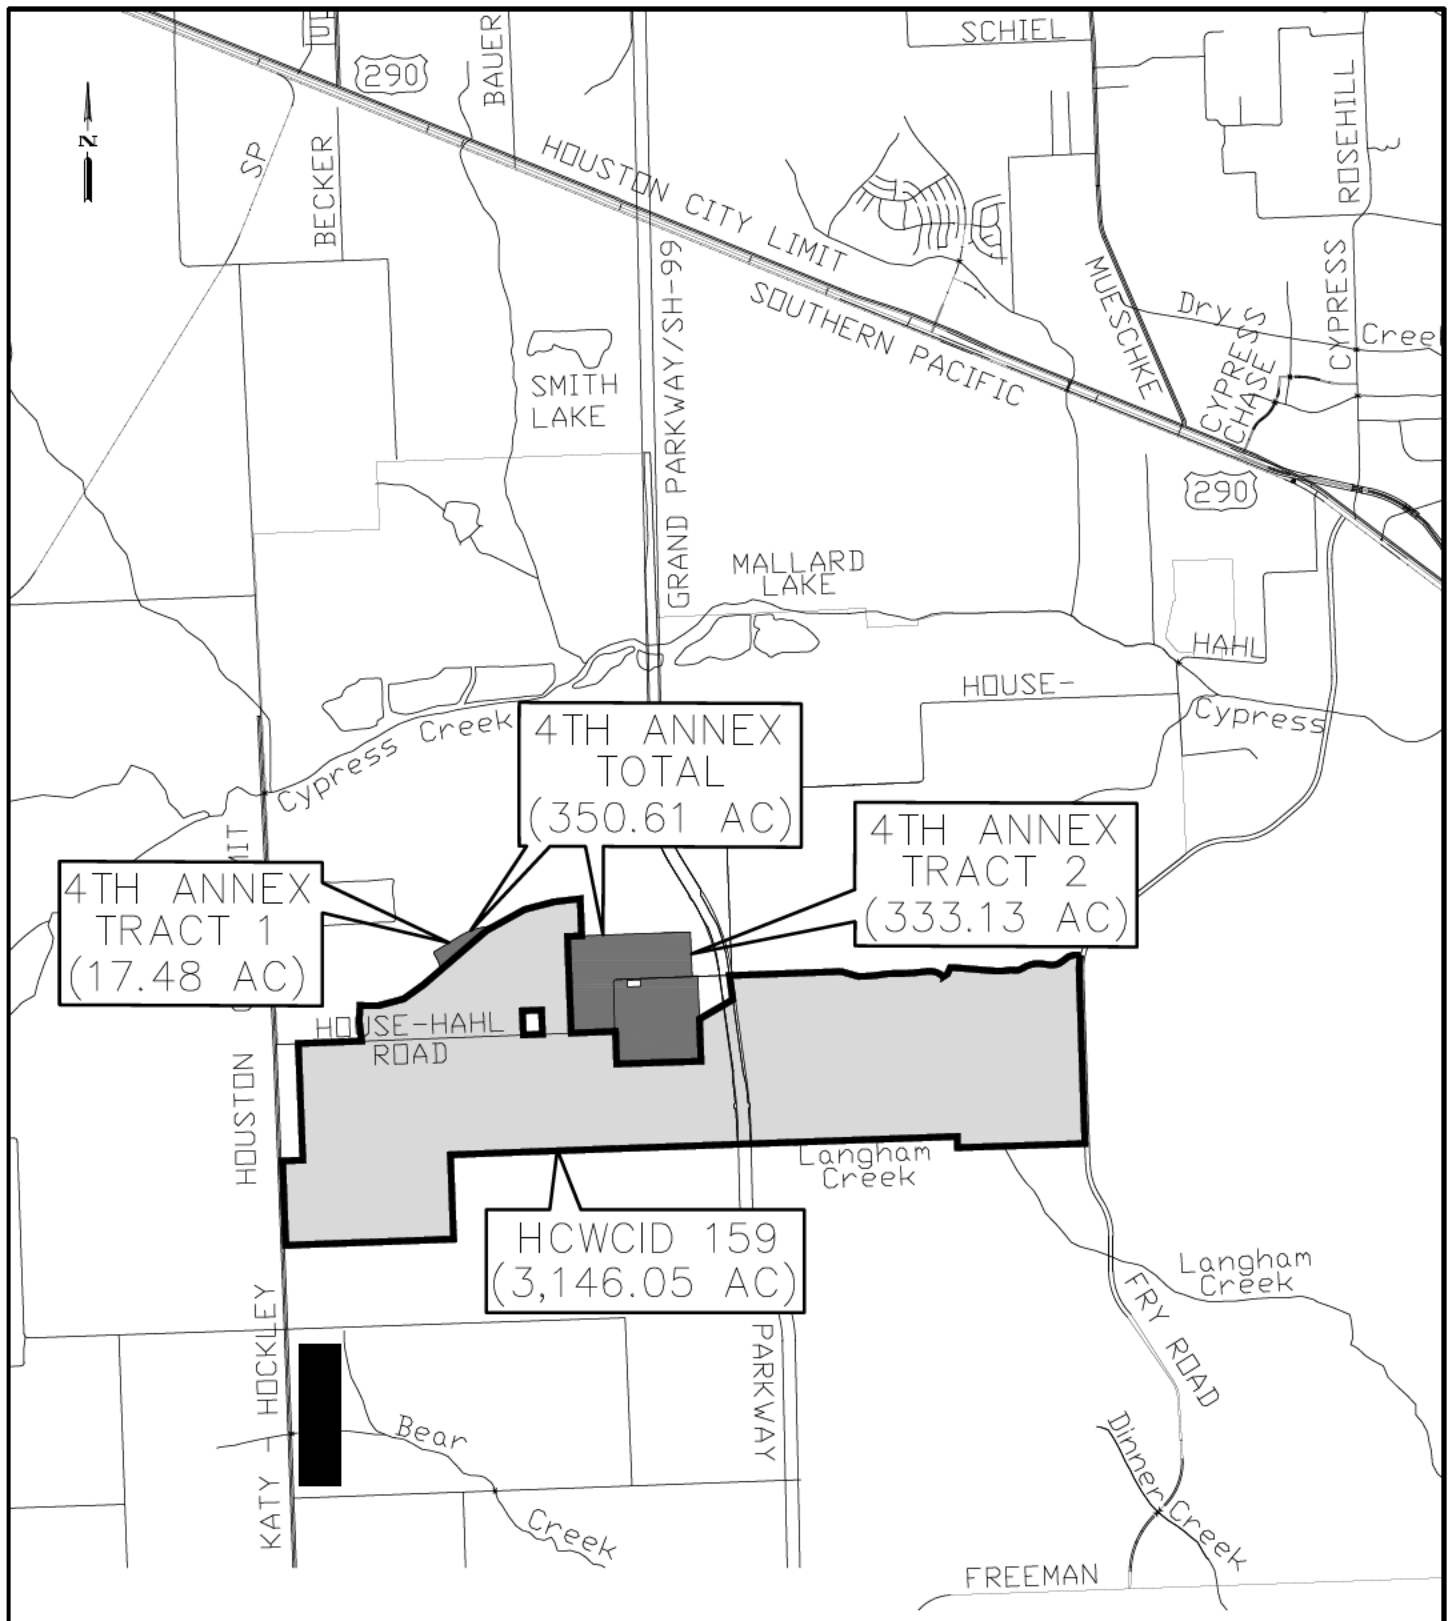 SCHIEL
BAUER
290
ROSEHILL
N
SP
BECKER
HOUSTON CITY LIMIT
GRAND PARKWAY/SH-99
SOUTHERN PACIFIC
MUESCHKE
Dry
Cree
CYPRESS
CYPRESS
CHASE
SMITH
LAKE
290
MALLARD
LAKE
HAHL
HOUSE-
Cypress
Cypress Creek
4TH ANNEX
TOTAL
(350.61 AC)
4TH ANNEX
TRACT 2
(333.13 AC)
MIT
4TH ANNEX
TRACT 1
(17.48 AC)
HOUSE-HAHL
ROAD
HOUSTON
Langham
Creek
HCWCID 159
(3,146.05 AC)
Langham
Creek
FRY ROAD
PARKWAY
KATY - HOCKLEY
Bear
Creek
Dinner Creek
FREEMAN